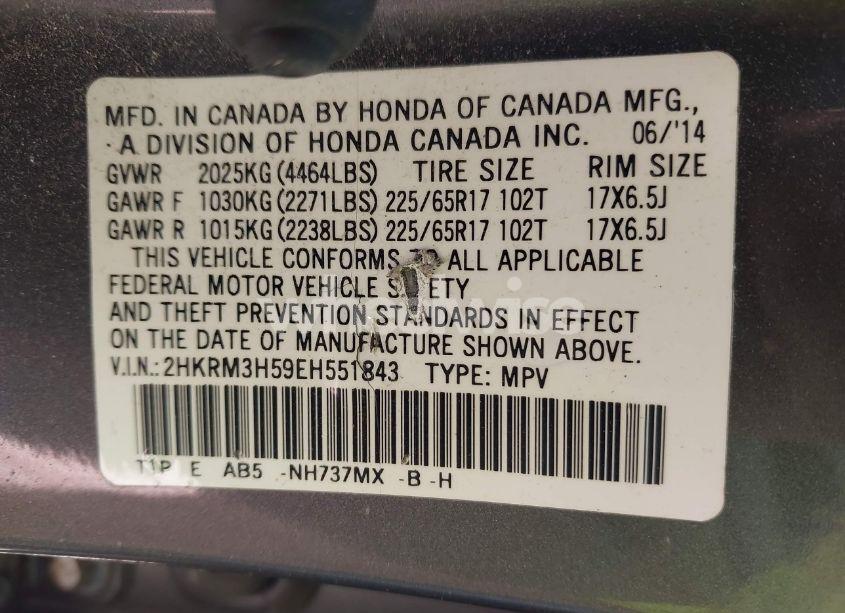 MFD. IN CANADA BY HONDA OF CANADA MFG.,
A DIVISION OF HONDA CANADA INC. 06/'14
GVWR 2025KG (4464LBS) TIRE SIZE RIM SIZE
GAWR F 1030KG (2271LBS) 225/65R17 102T 17X6.5J
GAWR R 1015KG (2238LBS) 225/65R17 102T 17X6.5J
THIS VEHICLE CONFORMS TO ALL APPLICABLE
FEDERAL MOTOR VEHICLE S ETY
AND THEFT PREVENTION STANDARDS IN EFFECT
ON THE DATE OF MANUFACTURE SHOWN ABOVE.
V.I.N.: 2HKRM3H59EH551843 TYPE: MPV
T1P E AB5 -NH737MX -B -H